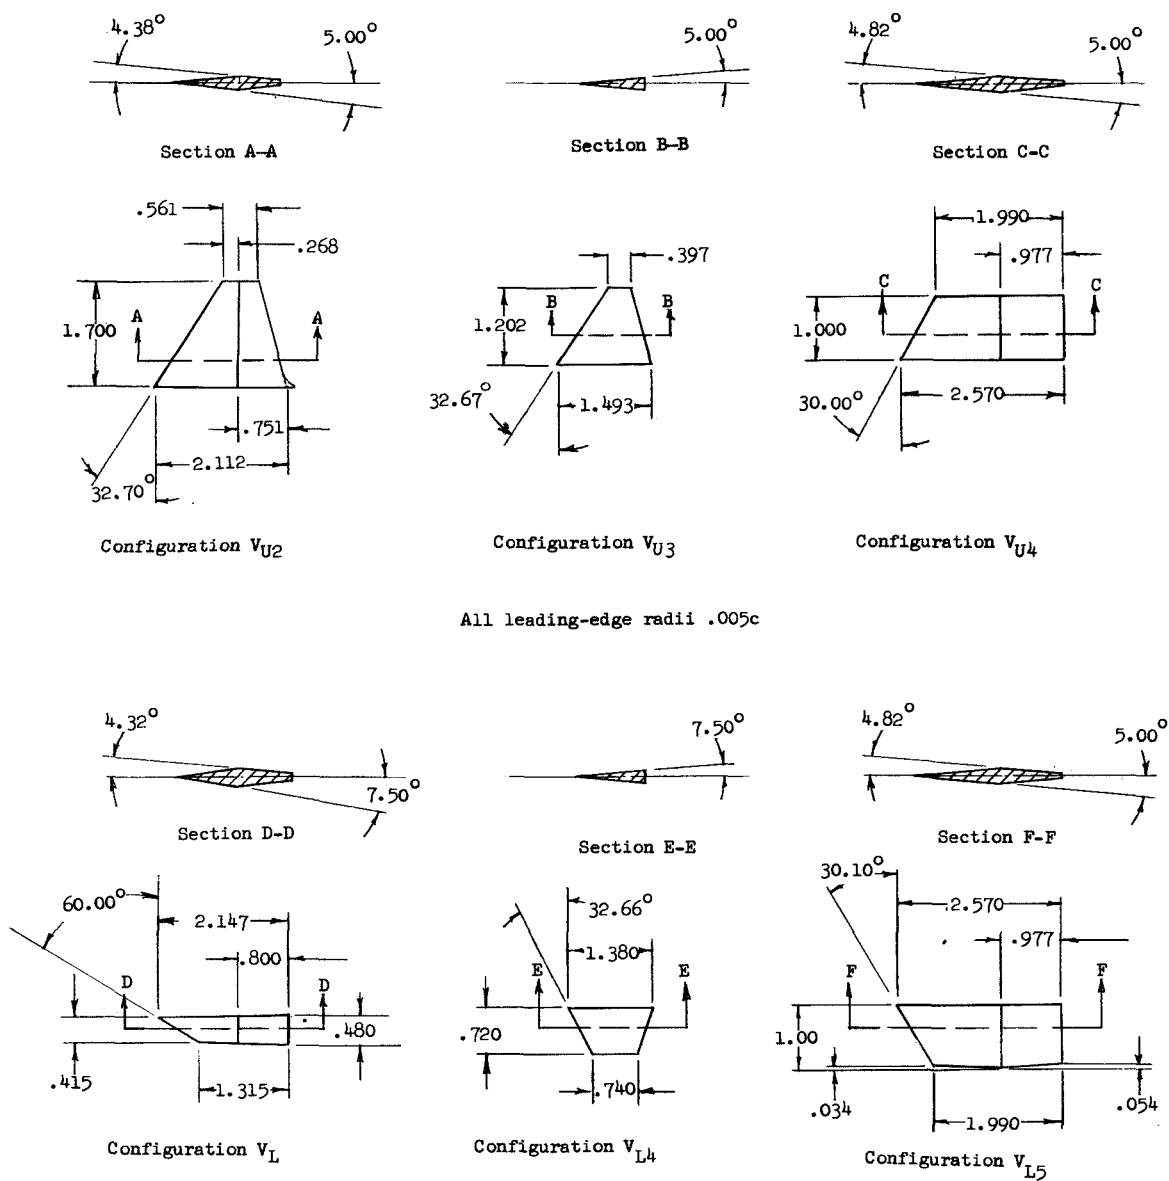 4.38°
5.00°
5.00°
4.82°
5.00°
Section A-A
Section B-B
Section C-C
.561
.268
.397
1.990
.977
A
A
B
B
C
C
1.700
1.202
1.000
.751
2.112
32.70°
32.67°
1.493
30.00°
2.570
Configuration VU2
Configuration VU3
Configuration VU4
All leading-edge radii .005c
4.32°
7.50°
7.50°
4.82°
5.00°
Section D-D
Section E-E
Section F-F
60.00°
2.147
.800
D
D
.480
.415
1.315
32.66°
1.380
E
E
.720
.740
30.10°
2.570
.977
F
F
1.00
.034
.054
1.990
Configuration VL
Configuration VL4
Configuration VL5